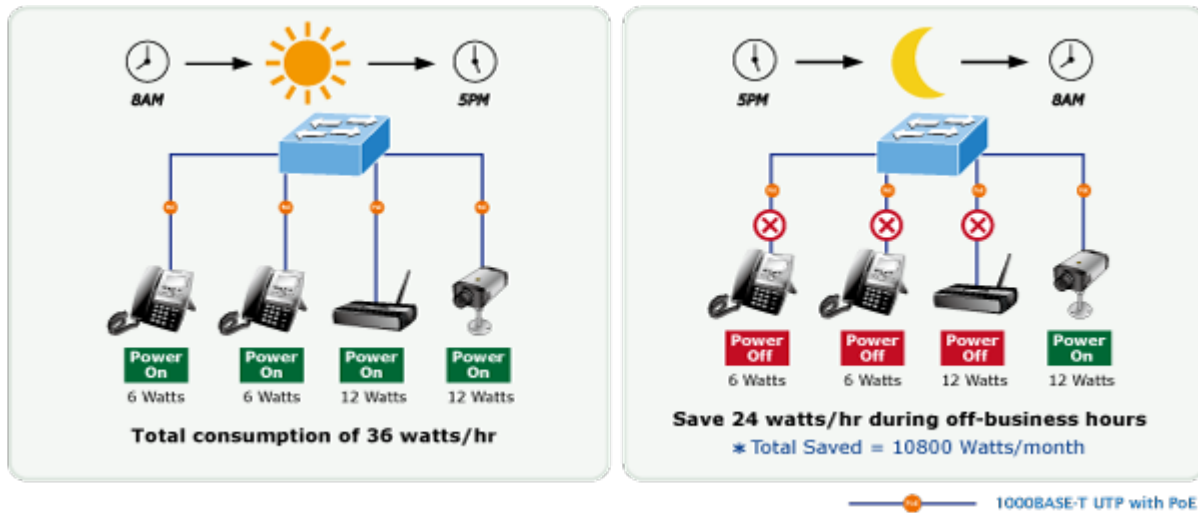 8AM
5PM
Power On
6 Watts
Power On
6 Watts
Power On
12 Watts
Power On
12 Watts
Total consumption of 36 watts/hr
5PM
8AM
Power Off
6 Watts
Power Off
6 Watts
Power Off
12 Watts
Power On
12 Watts
Save 24 watts/hr during off-business hours
* Total Saved = 10800 Watts/month
1000BASE-T UTP with PoE